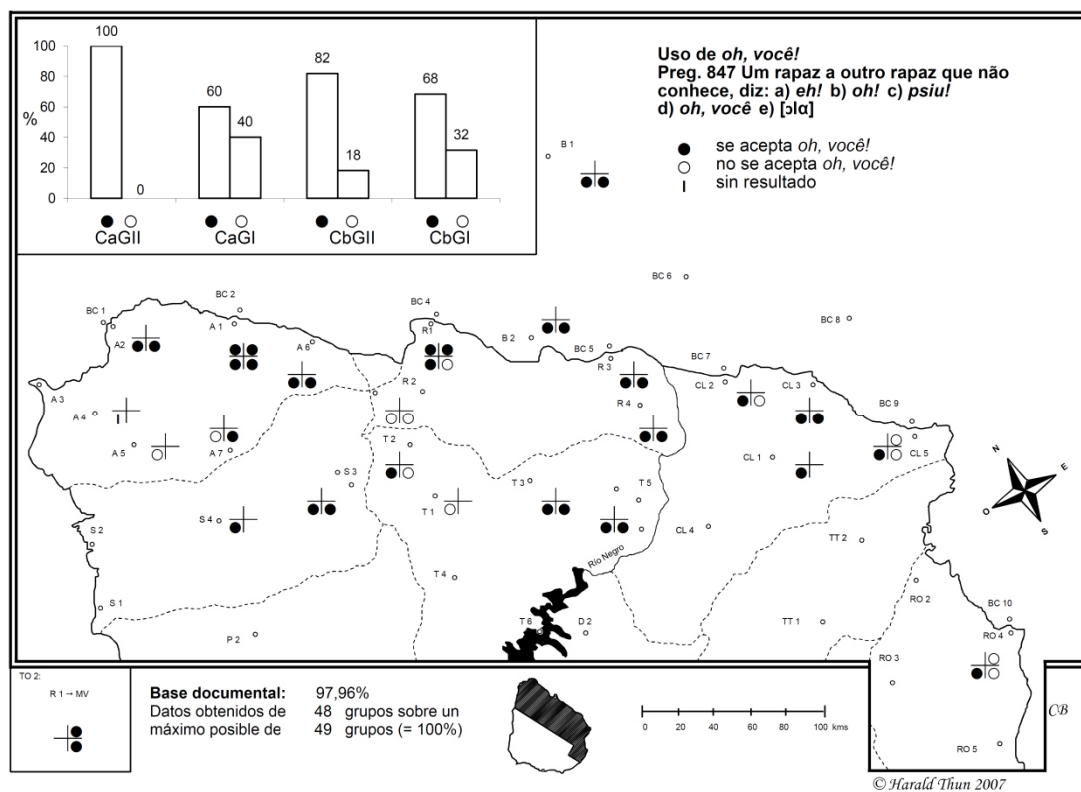 100
80
60
40
20
0
%
100
0
60
40
82
18
68
32
CaGII
CaGI
CbGII
CbGI
Uso de oh, você!
Preg. 847 Um rapaz a outro rapaz que não
conhece, diz: a) eh! b) oh! c) psiu!
d) oh, você e) [ɔlɑ]
se acepta oh, você!
no se acepta oh, você!
sin resultado
B 1
BC 6
BC 1
BC 2
BC 4
BC 8
A 1
A2
A 6
R1
B 2
BC 5
R 3
BC 7
CL 2
CL 3
A 3
A 4
R 2
R 4
BC 9
A 5
A 7
T 2
CL 5
S 3
CL 1
T 3
T 5
T 1
S 4
S 2
CL 4
TT 2
Río Negro
T 4
RO 2
S 1
P 2
T 6
D 2
TT 1
BC 10
RO 4
RO 3
RO 5
N
E
O
S
TO 2:
R 1 → MV
Base documental: 97,96%
Datos obtenidos de 48 grupos sobre un
máximo posible de 49 grupos (= 100%)
0 20 40 60 80 100 kms
CB
© Harald Thun 2007